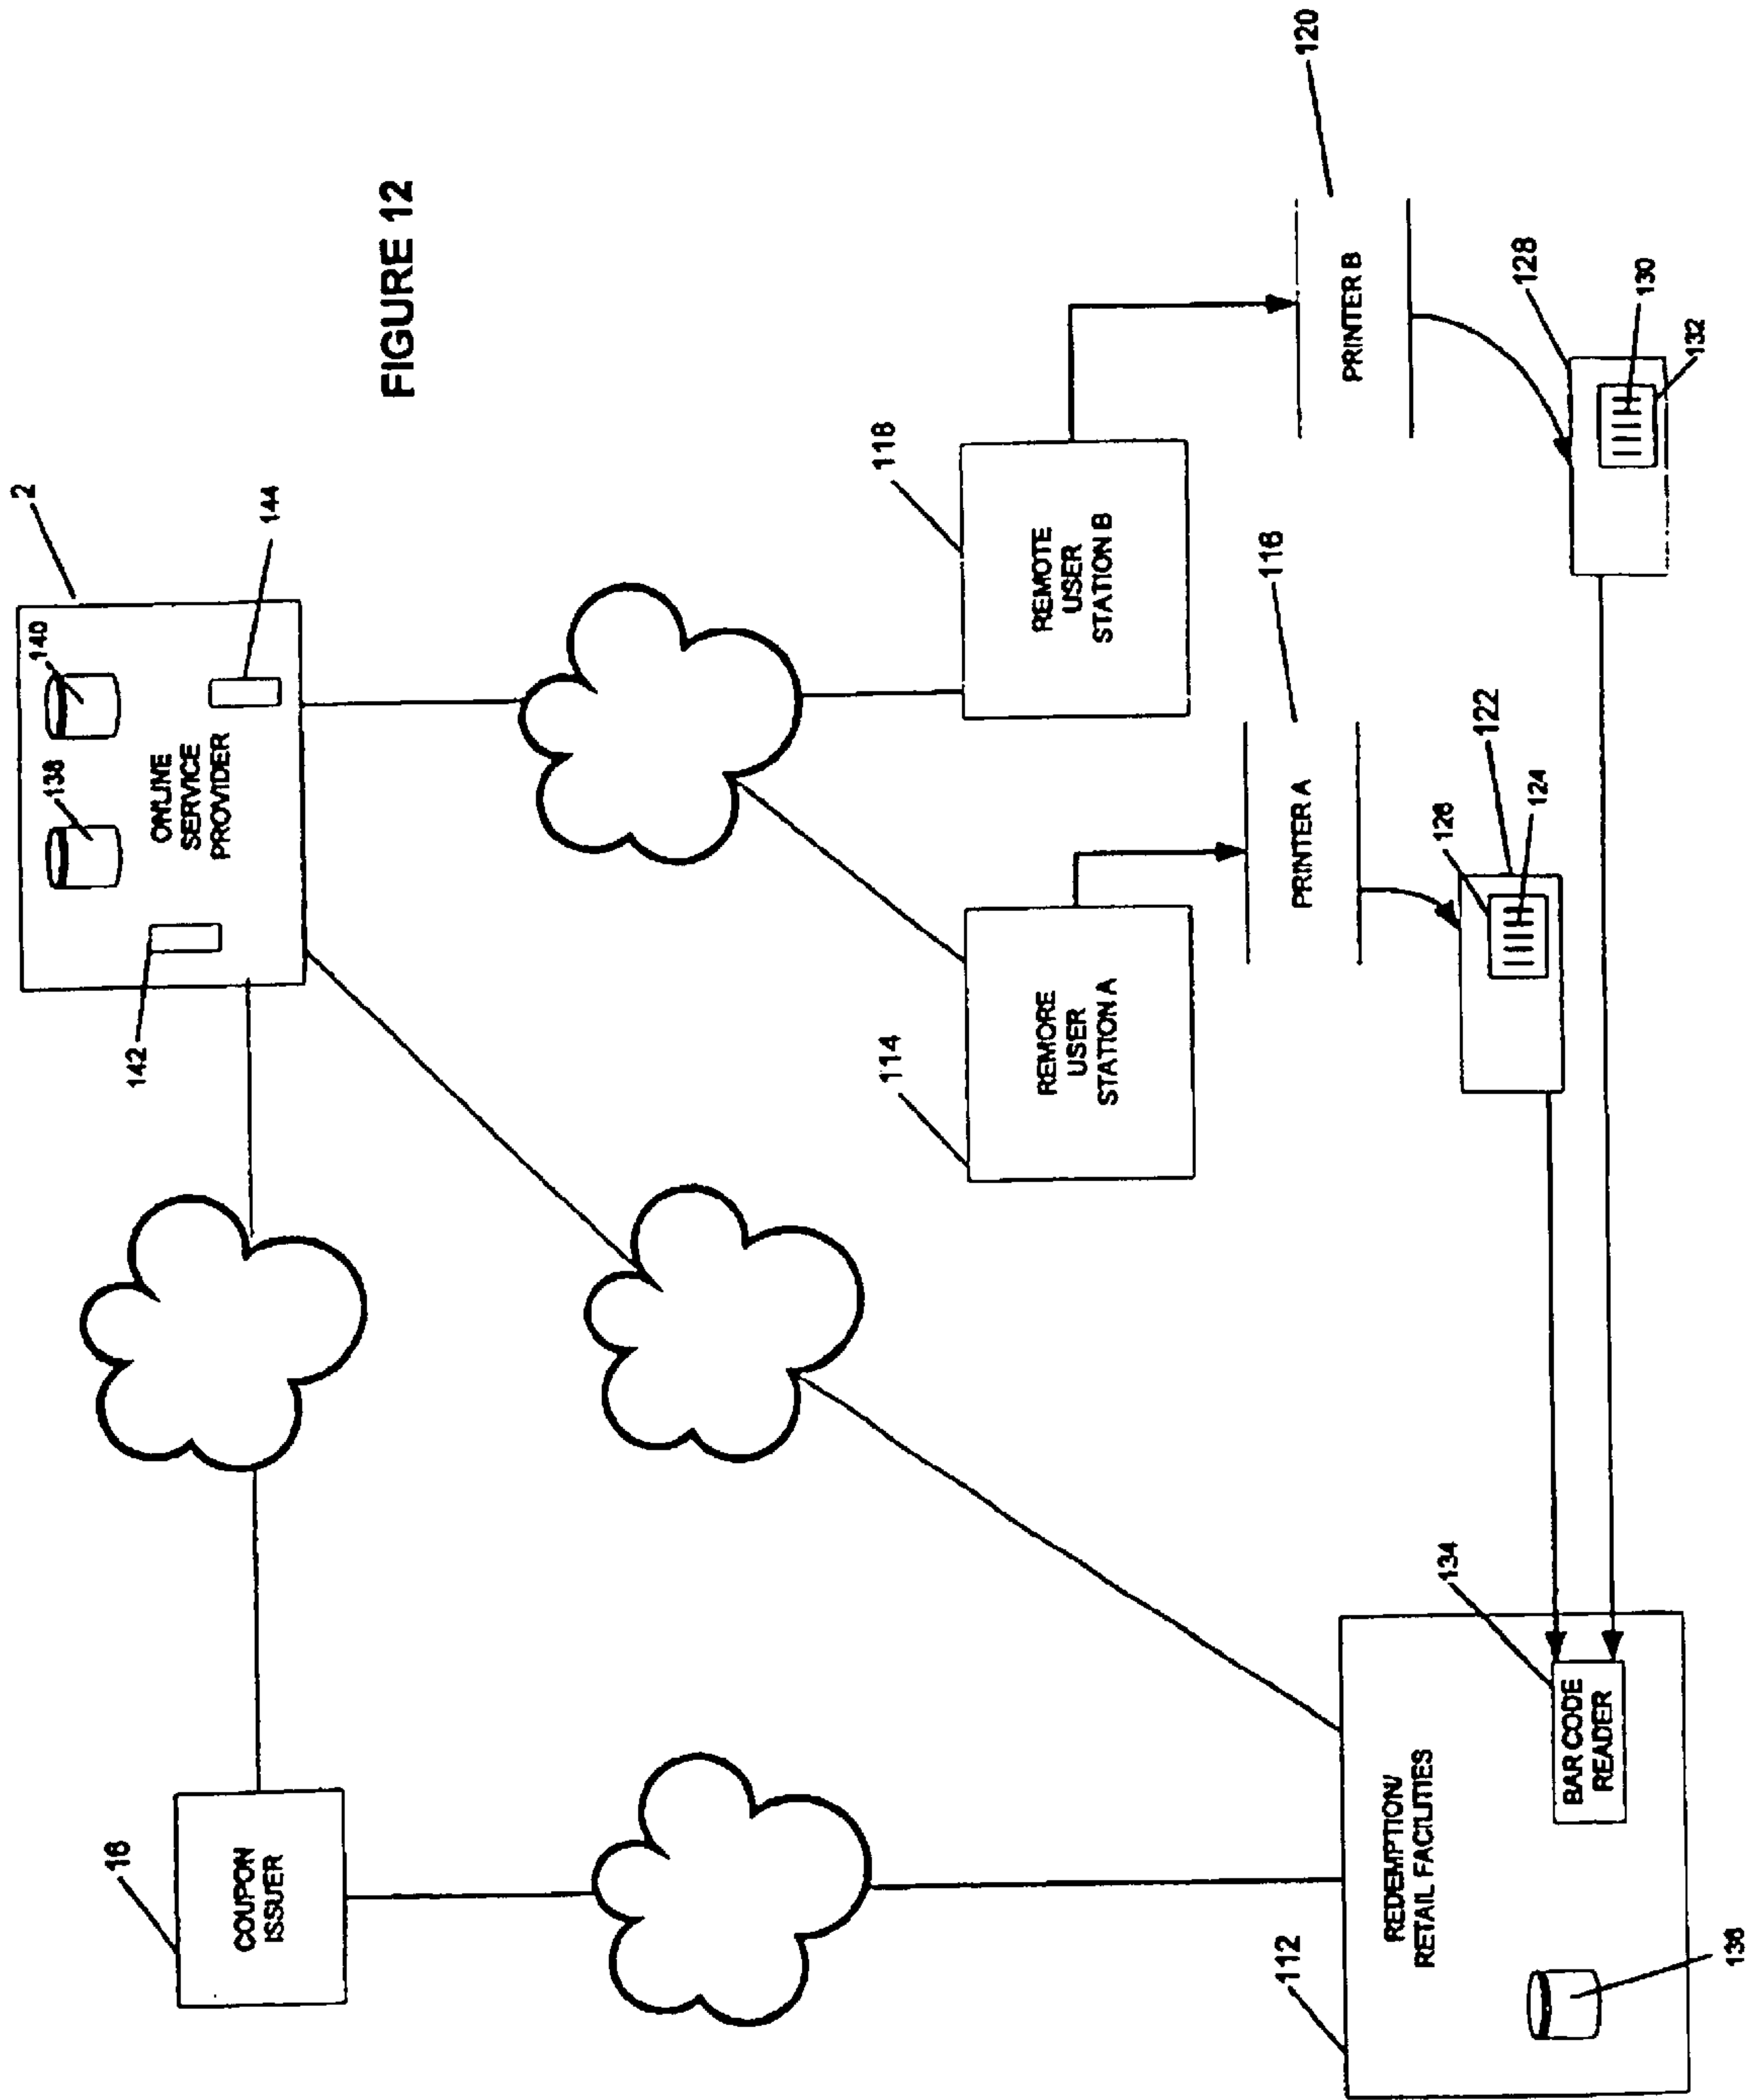 2
140
138
16
142
ONLINE
SERVICE
PROVIDER
144
COUPON
ISSUER
FIGURE 12
112
114
118
REMORE
USER
STATION A
REMOTE
USER
STATION B
116
120
PRINTER A
PRINTER B
REDEMPTION/
RETAIL FACILITIES
134
BAR CODE
READER
126
122
124
128
130
132
136